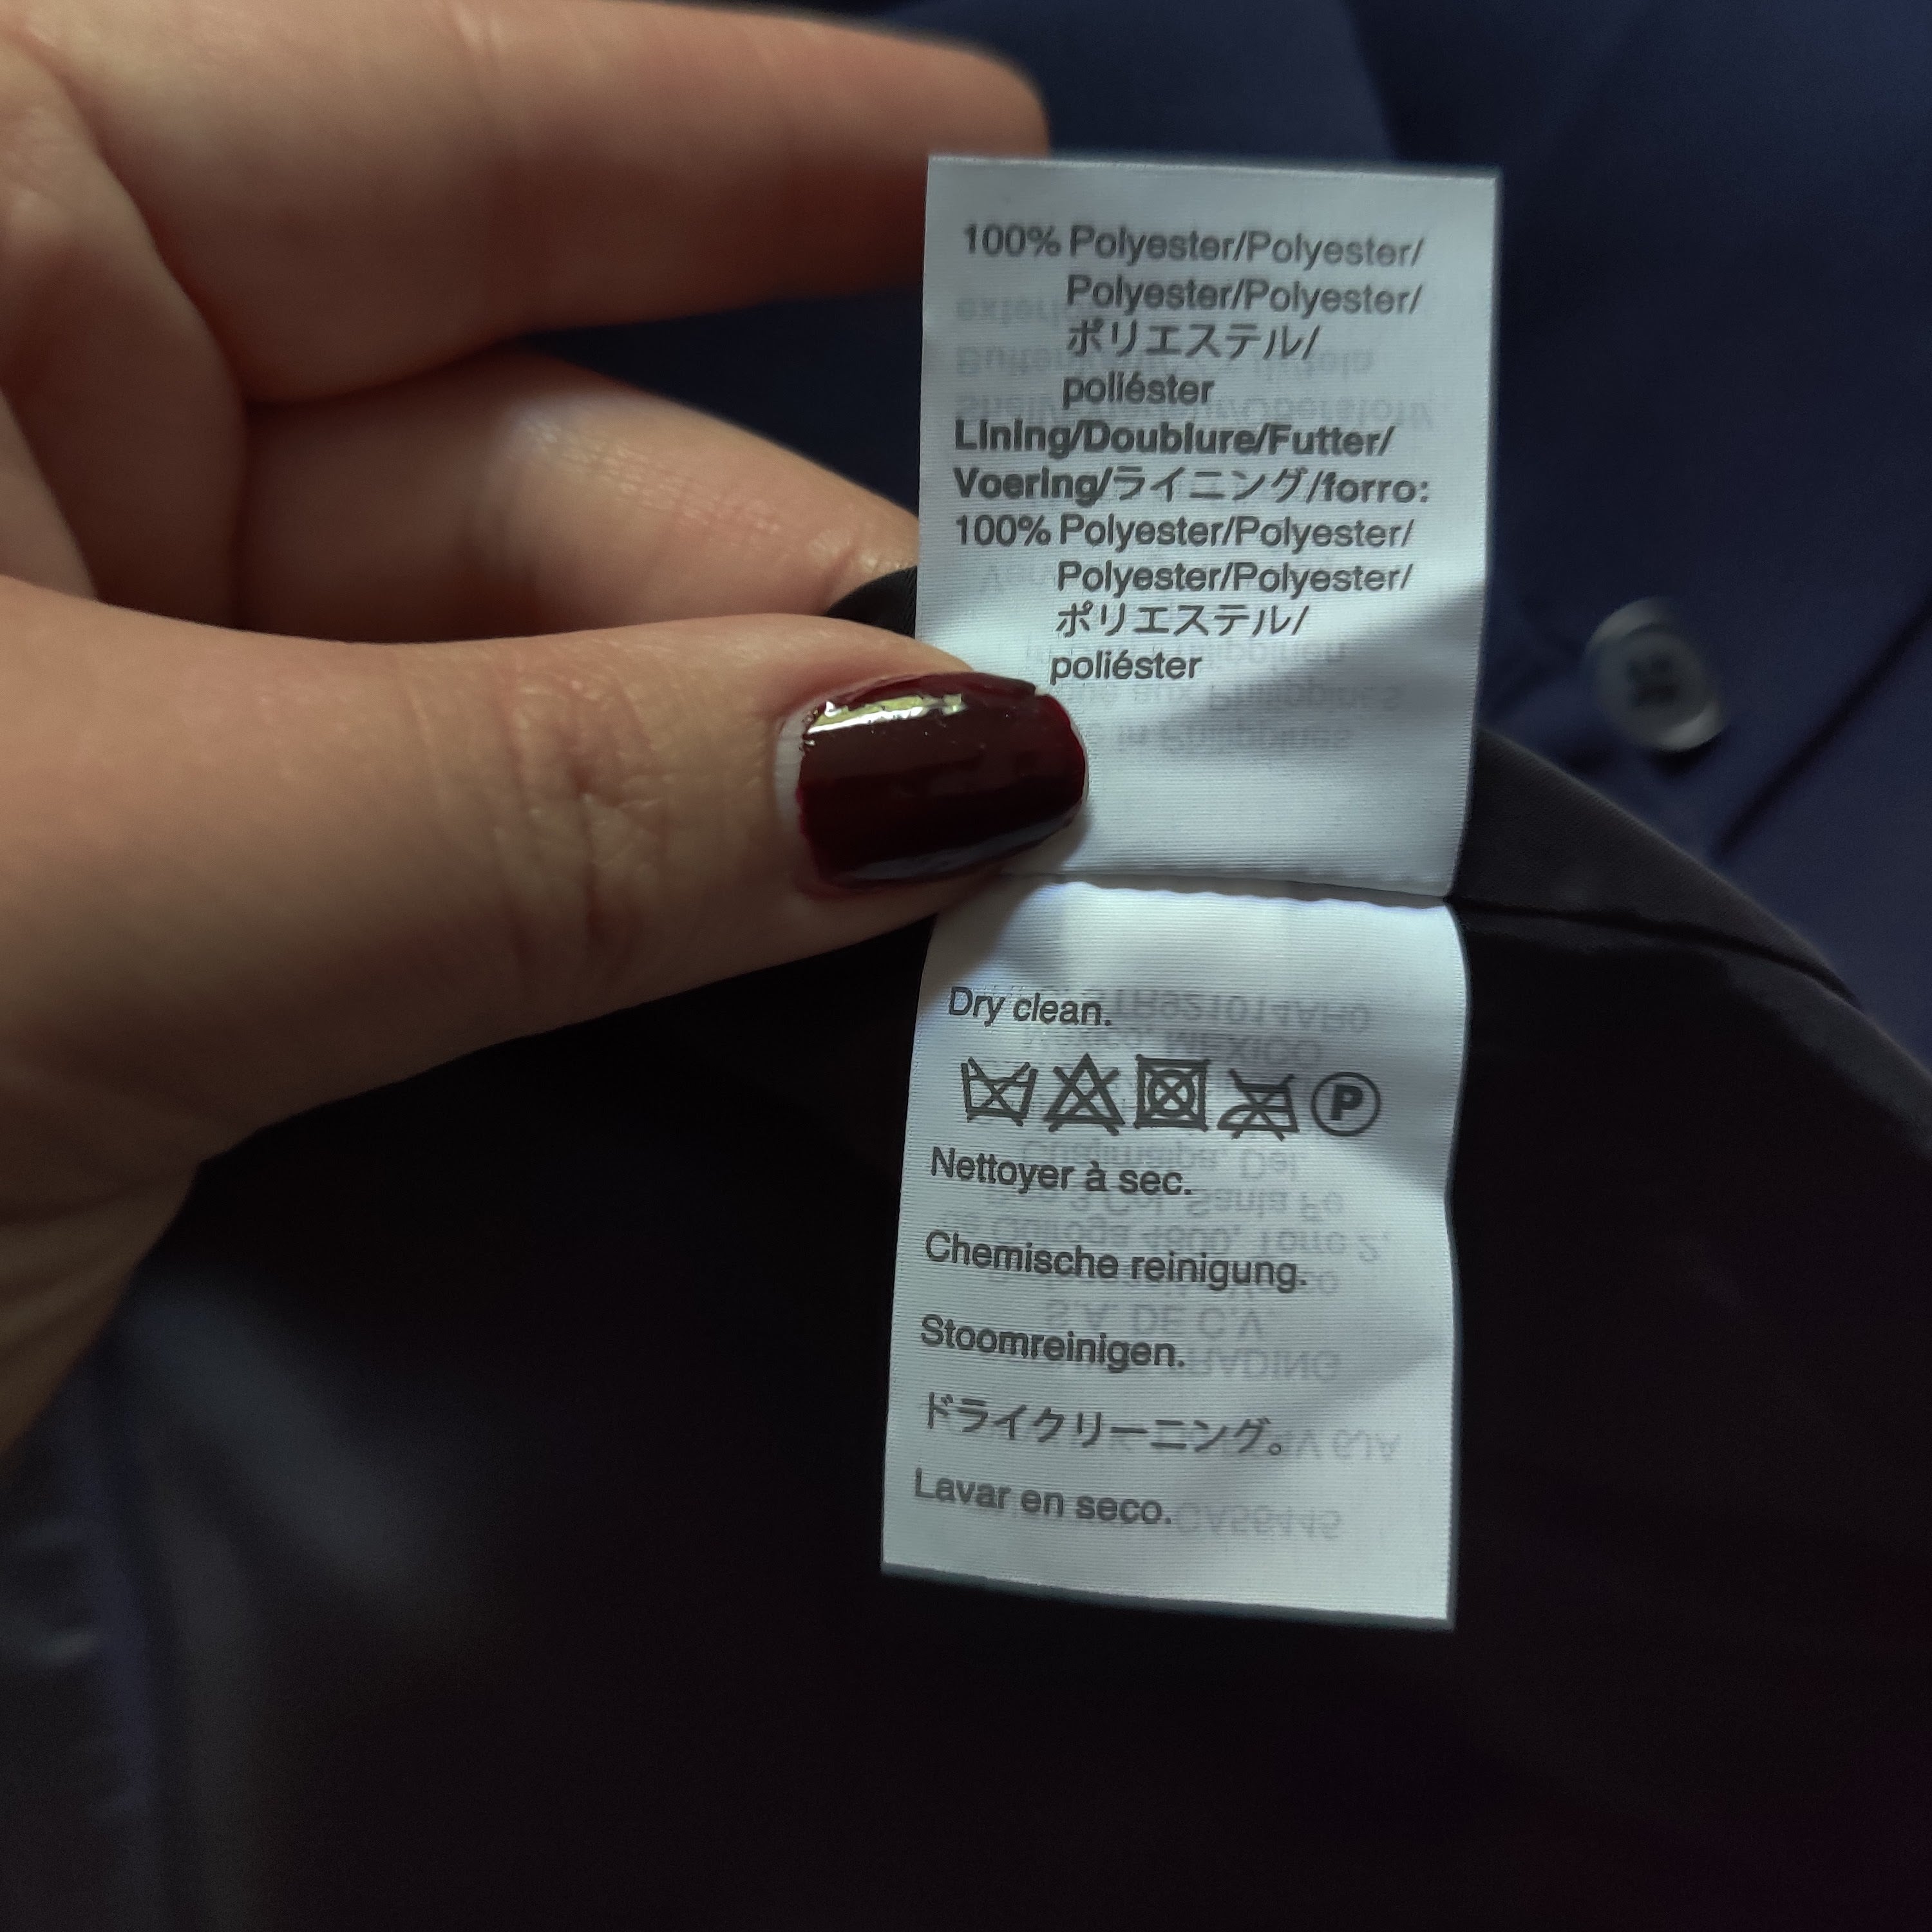 100% Polyester/Polyester/
Polyester/Polyester/
ポリエステル/
poliéster
Lining/Doublure/Futter/
Voering/ライニング/forro:
100% Polyester/Polyester/
Polyester/Polyester/
ポリエステル/
poliéster
Dry clean.
P
Nettoyer à sec.
Chemische reinigung.
Stoomreinigen.
ドライクリーニング。
Lavar en seco.